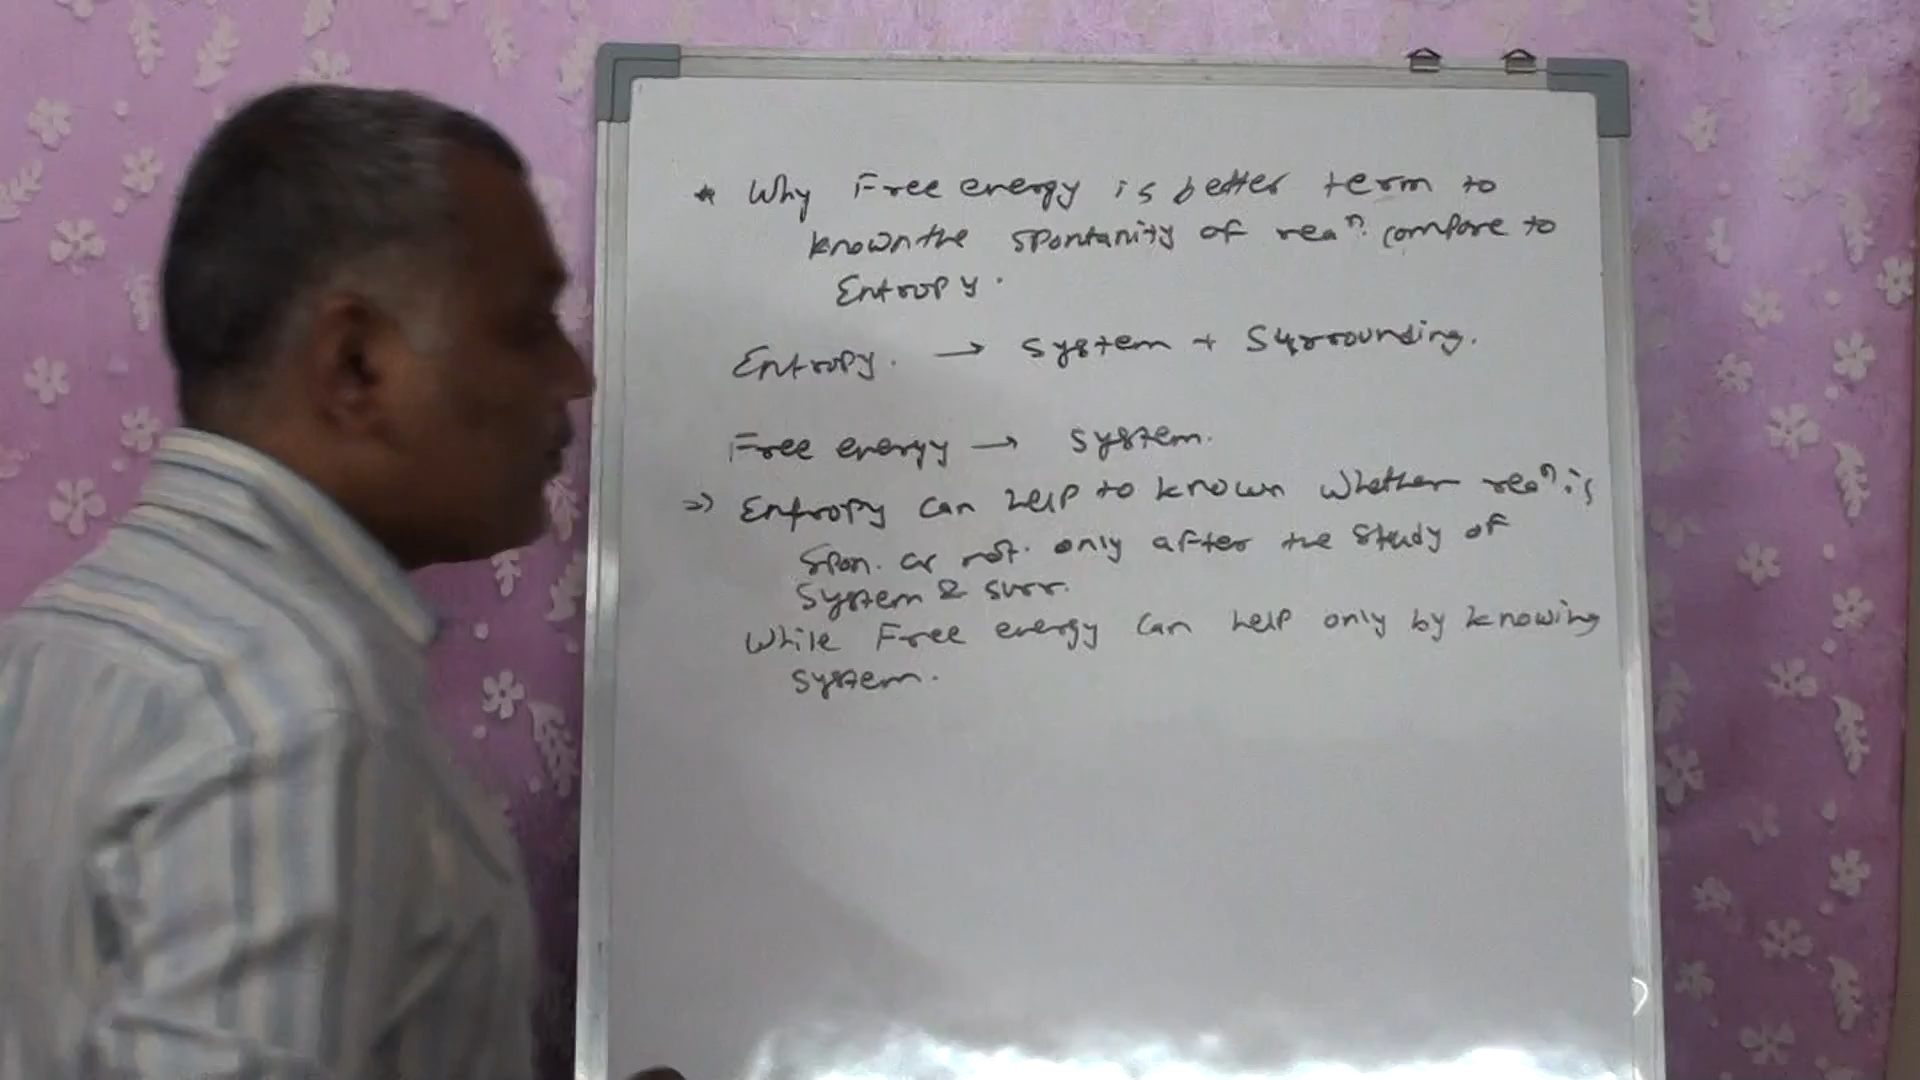 * Why Free energy is better term to
known the spontanity of reaⁿ. compare to
Entropy.
Entropy. → system + Surrounding.
Free energy → system.
⇒ Entropy can help to known whether reaⁿ is
spon. or not. only after the study of
system & surr.
While Free energy can help only by knowing
system.